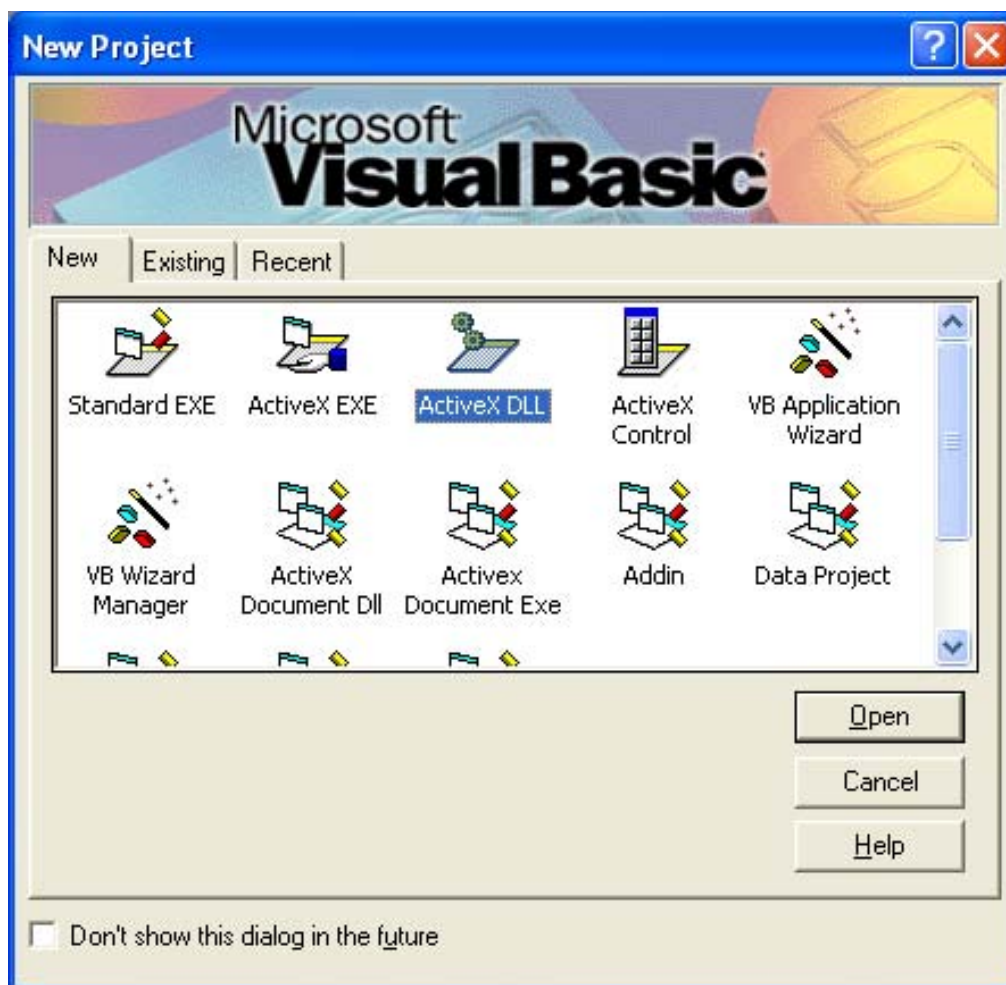 New Project
Microsoft
Visual Basic
New Existing Recent
Standard EXE ActiveX EXE ActiveX DLL ActiveX Control VB Application Wizard
VB Wizard Manager ActiveX Document Dll Activex Document Exe Addin Data Project
Open
Cancel
Help
Don't show this dialog in the future